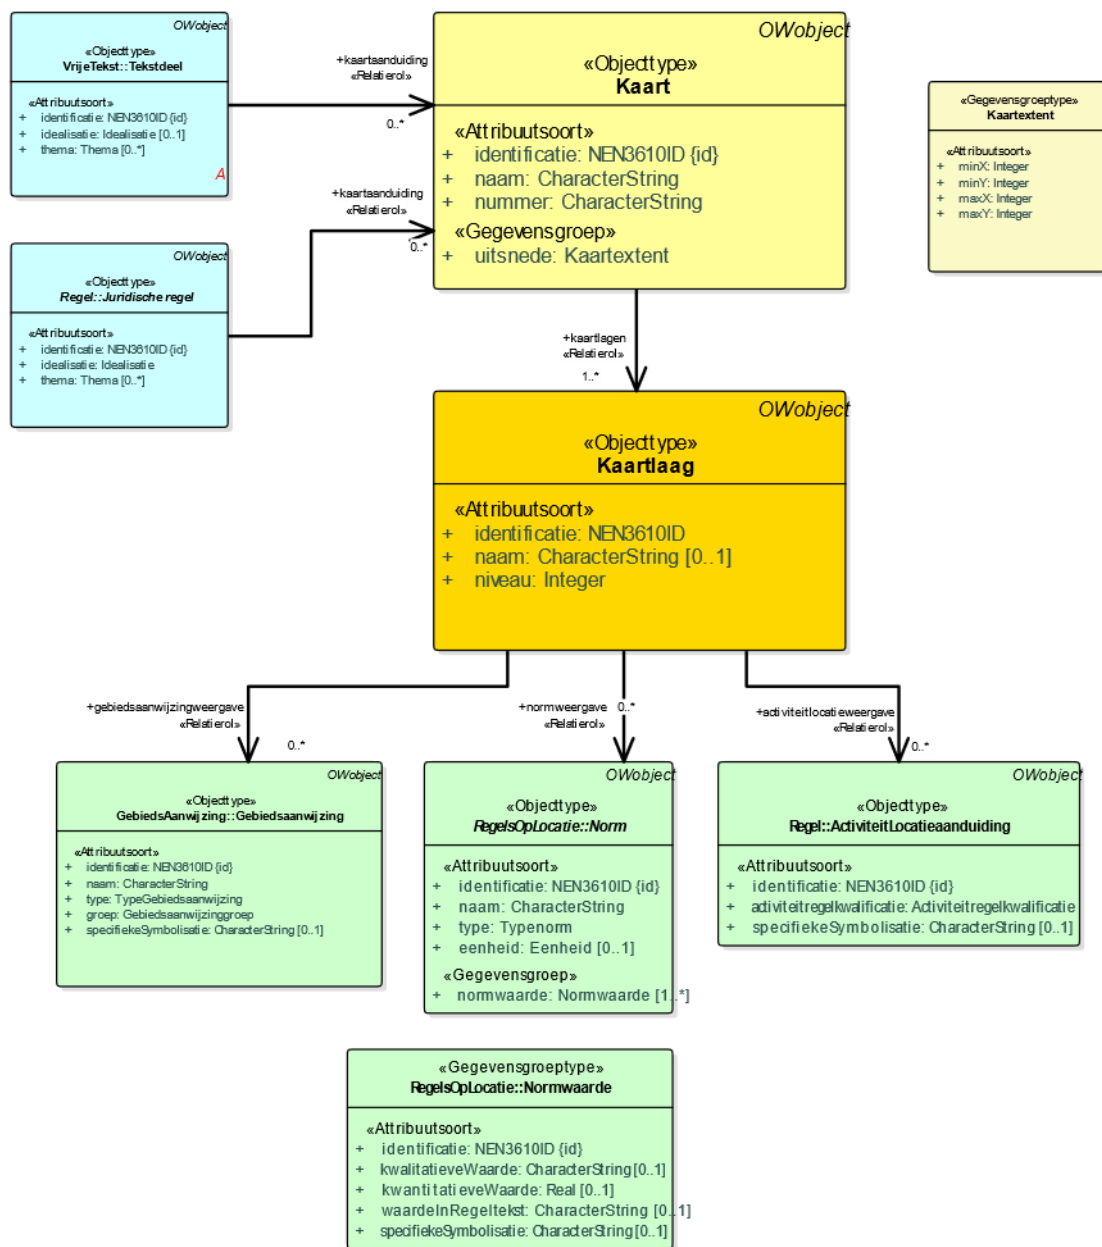 OWobject
«Objecttype»
VrijeTekst::Tekstdeel
«Attribuutsoort»
+ identificatie: NEN3610ID {id}
+ idealisatie: Idealisatie [0..1]
+ thema: Thema [0..*]
A
+kaartaanduiding
«Relatierol»
0..*
OWobject
«Objecttype»
Kaart
«Attribuutsoort»
+ identificatie: NEN3610ID {id}
+ naam: CharacterString
+ nummer: CharacterString
«Gegevensgroep»
+ uitsnede: Kaartextent
«Gegevensgroeptype»
Kaartextent
«Attribuutsoort»
+ minX: Integer
+ minY: Integer
+ maxX: Integer
+ maxY: Integer
+kaartaanduiding
«Relatierol»
0..*
OWobject
«Objecttype»
Regel::Juridische regel
«Attribuutsoort»
+ identificatie: NEN3610ID {id}
+ idealisatie: Idealisatie
+ thema: Thema [0..*]
+kaartlagen
«Relatierol»
1..*
OWobject
«Objecttype»
Kaartlaag
«Attribuutsoort»
+ identificatie: NEN3610ID
+ naam: CharacterString [0..1]
+ niveau: Integer
+gebiedsaanwijzingweergave
«Relatierol»
0..*
+normweergave
0..*
«Relatierol»
+activiteitlocatieweergave
«Relatierol»
0..*
OWobject
«Objecttype»
GebiedsAanwijzing::Gebiedsaanwijzing
«Attribuutsoort»
+ identificatie: NEN3610ID {id}
+ naam: CharacterString
+ type: TypeGebiedsaanwijzing
+ groep: Gebiedsaanwijzinggroep
+ specifiekeSymbolisatie: CharacterString [0..1]
OWobject
«Objecttype»
RegelsOpLocatie::Norm
«Attribuutsoort»
+ identificatie: NEN3610ID {id}
+ naam: CharacterString
+ type: Typenorm
+ eenheid: Eenheid [0..1]
«Gegevensgroep»
+ normwaarde: Normwaarde [1..*]
OWobject
«Objecttype»
Regel::ActiviteitLocatieaanduiding
«Attribuutsoort»
+ identificatie: NEN3610ID {id}
+ activiteitregelkwalificatie: Activiteitregelkwalificatie
+ specifiekeSymbolisatie: CharacterString [0..1]
«Gegevensgroeptype»
RegelsOpLocatie::Normwaarde
«Attribuutsoort»
+ identificatie: NEN3610ID {id}
+ kwalitatieveWaarde: CharacterString [0..1]
+ kwantitatieveWaarde: Real [0..1]
+ waardeInRegeltekst: CharacterString [0..1]
+ specifiekeSymbolisatie: CharacterString [0..1]